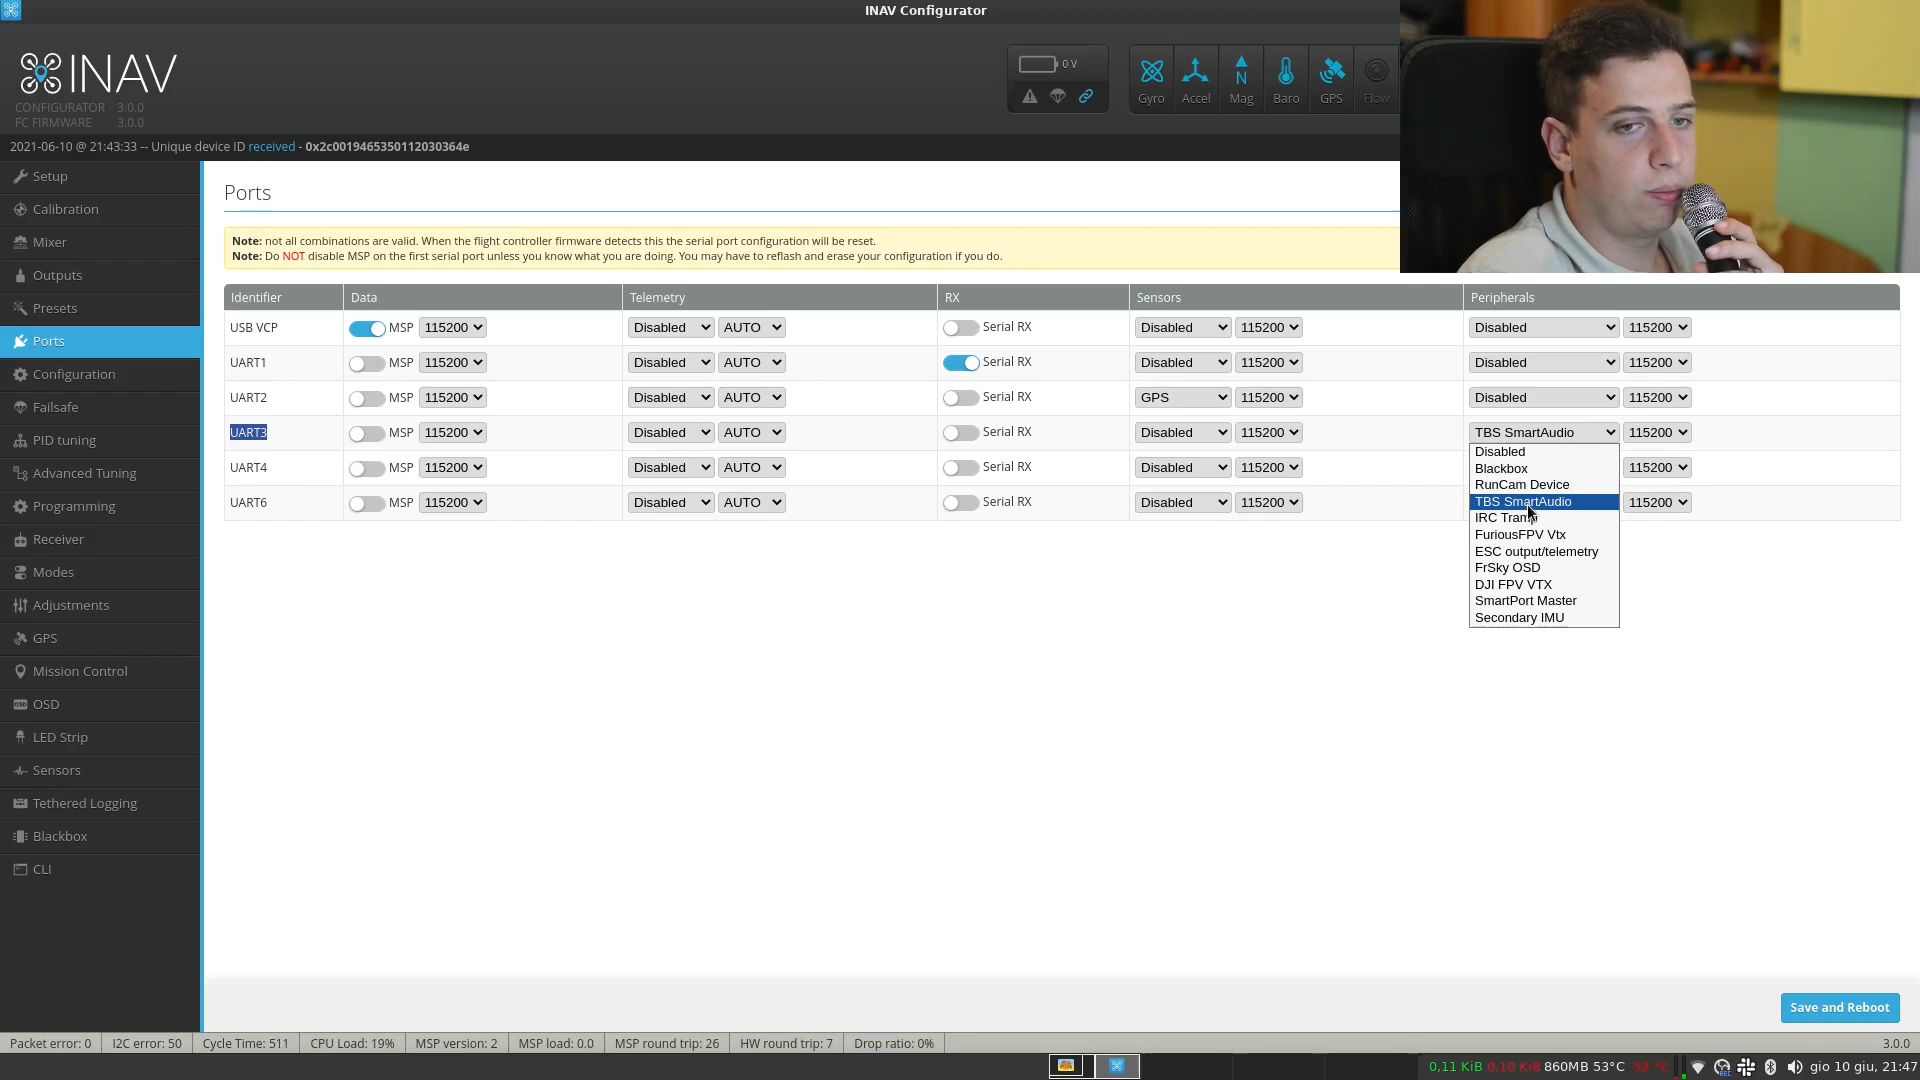 INAV Configurator
INAV
CONFIGURATOR 3.0.0
FC FIRMWARE 3.0.0
0 V
Gyro
Accel
Mag
Baro
GPS
Flow
2021-06-10 @ 21:43:33 -- Unique device ID received - 0x2c0019465350112030364e
Setup
Calibration
Mixer
Outputs
Presets
Ports
Configuration
Failsafe
PID tuning
Advanced Tuning
Programming
Receiver
Modes
Adjustments
GPS
Mission Control
OSD
LED Strip
Sensors
Tethered Logging
Blackbox
CLI
Ports
Note: not all combinations are valid. When the flight controller firmware detects this the serial port configuration will be reset.
Note: Do NOT disable MSP on the first serial port unless you know what you are doing. You may have to reflash and erase your configuration if you do.
Identifier Data Telemetry RX Sensors Peripherals
USB VCP MSP 115200 Disabled AUTO Serial RX Disabled 115200 Disabled 115200
UART1 MSP 115200 Disabled AUTO Serial RX Disabled 115200 Disabled 115200
UART2 MSP 115200 Disabled AUTO Serial RX GPS 115200 Disabled 115200
UART3 MSP 115200 Disabled AUTO Serial RX Disabled 115200 TBS SmartAudio 115200
UART4 MSP 115200 Disabled AUTO Serial RX Disabled 115200 115200
UART6 MSP 115200 Disabled AUTO Serial RX Disabled 115200 115200
Disabled
Blackbox
RunCam Device
TBS SmartAudio
IRC Tramp
FuriousFPV Vtx
ESC output/telemetry
FrSky OSD
DJI FPV VTX
SmartPort Master
Secondary IMU
Save and Reboot
Packet error: 0 I2C error: 50 Cycle Time: 511 CPU Load: 19% MSP version: 2 MSP load: 0.0 MSP round trip: 26 HW round trip: 7 Drop ratio: 0% 3.0.0
0,11 KiB 0,10 KiB 860MB 53°C 52 °C gio 10 giu, 21:47